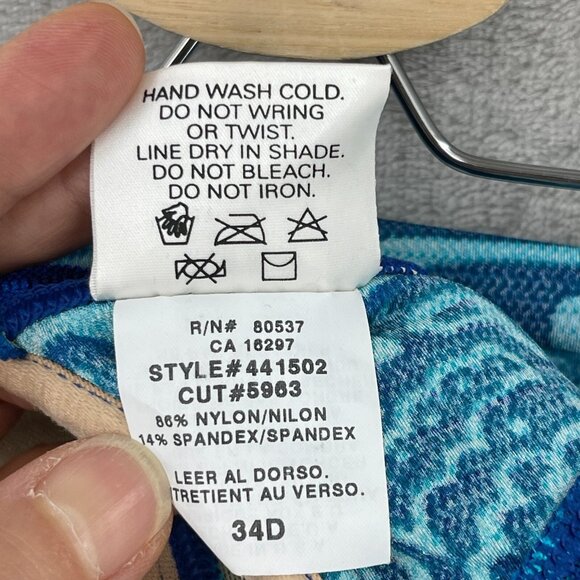 HAND WASH COLD.
DO NOT WRING
OR TWIST.
LINE DRY IN SHADE.
DO NOT BLEACH.
DO NOT IRON.
R/N# 80537
CA 16297
STYLE#441502
CUT#5963
86% NYLON/NILON
14% SPANDEX/SPANDEX
LEER AL DORSO.
TRETIENT AU VERSO.
34D